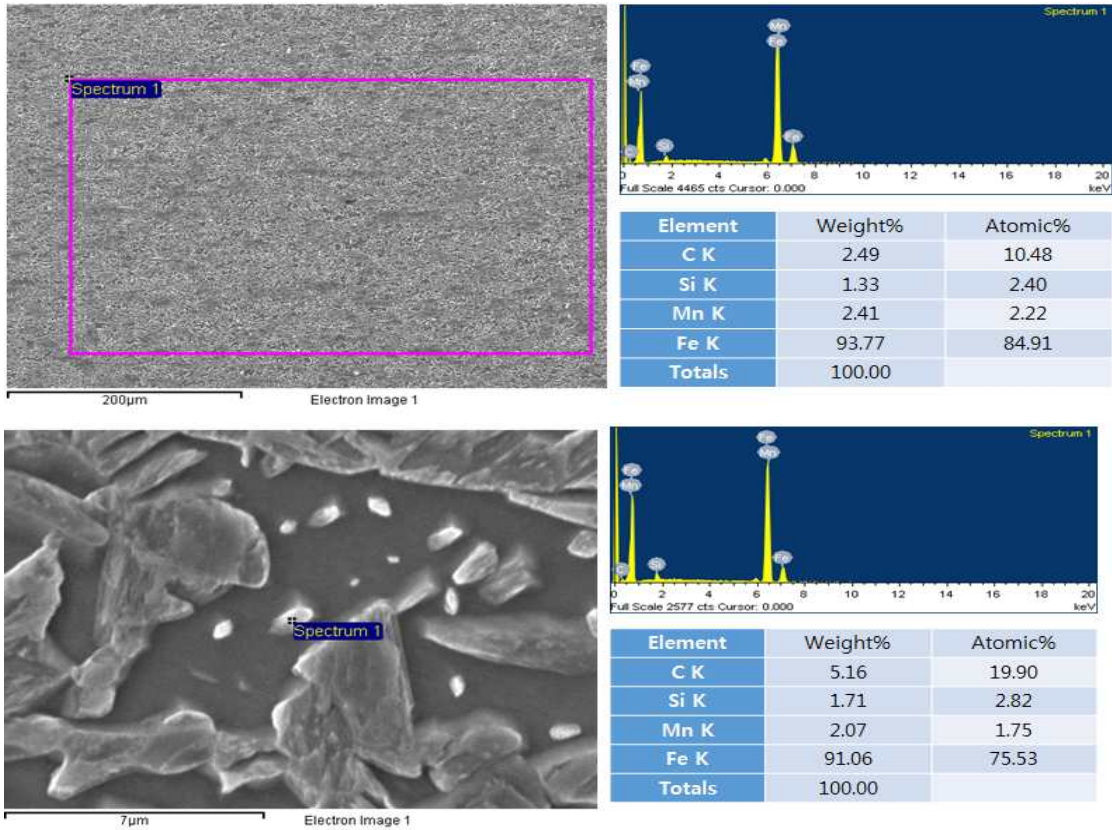 Spectrum 1
200µm Electron Image 1
Spectrum 1
Mn
Fe
Fe
Mn
C
Si
Fe
0 2 4 6 8 10 12 14 16 18 20
Full Scale 4465 cts Cursor: 0.000 keV
Element Weight% Atomic%
C K 2.49 10.48
Si K 1.33 2.40
Mn K 2.41 2.22
Fe K 93.77 84.91
Totals 100.00
Spectrum 1
7µm Electron Image 1
Spectrum 1
Fe
Mn
Fe
Mn
C
Si
Fe
0 2 4 6 8 10 12 14 16 18 20
Full Scale 2577 cts Cursor: 0.000 keV
Element Weight% Atomic%
C K 5.16 19.90
Si K 1.71 2.82
Mn K 2.07 1.75
Fe K 91.06 75.53
Totals 100.00